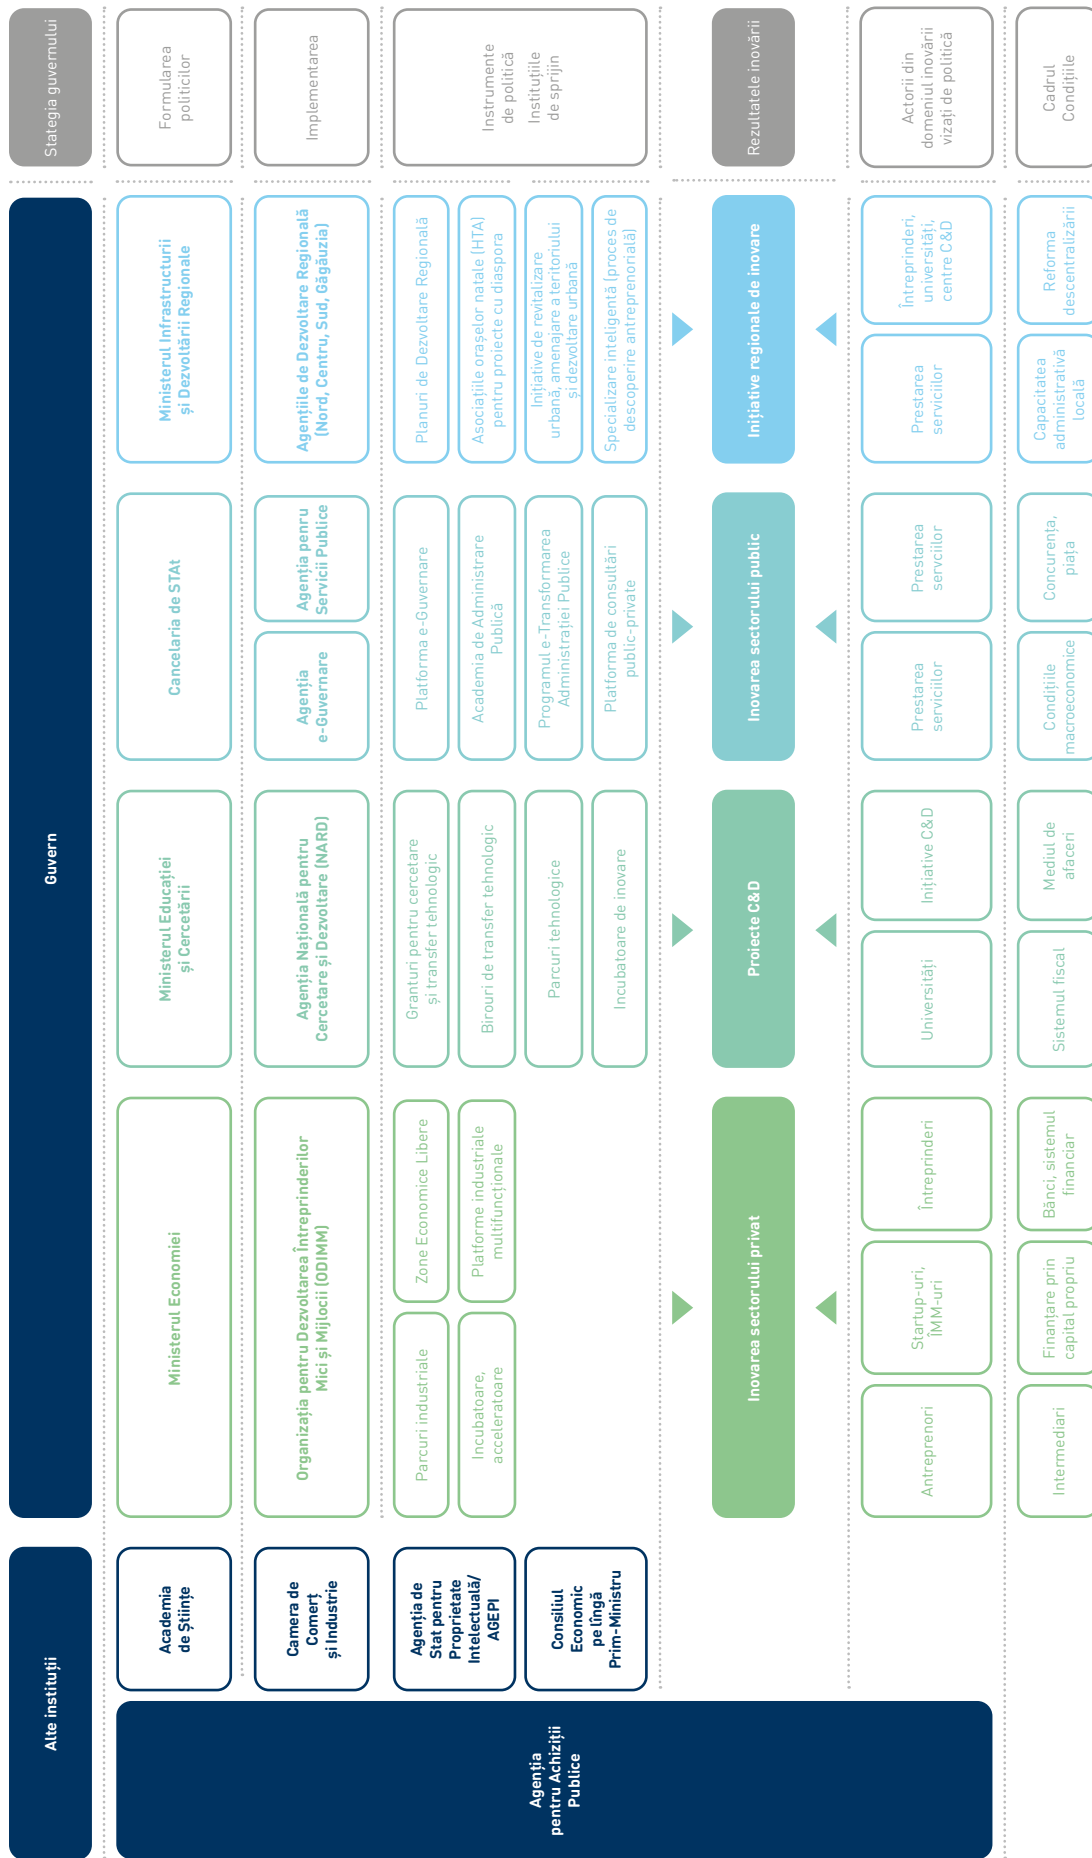 Alte instituții
Guvern
Stategia guvernului
Agenția
pentru Achiziții
Publice
Academia
de Științe
Ministerul Economiei
Ministerul Educației
și Cercetării
Cancelaria de STAt
Ministerul Infrastructurii
și Dezvoltării Regionale
Formularea
politicilor
Camera de
Comerț
și Industrie
Organizația pentru Dezvoltarea Întreprinderilor
Mici și Mijlocii (ODIMM)
Agenția Națională pentru
Cercetare și Dezvoltare (NARD)
Agenția
e-Guvernare
Agenția penru
Servicii Publice
Agențiile de Dezvoltare Regională
(Nord, Centru, Sud, Găgăuzia)
Implementarea
Agenția de
Stat pentru
Proprietate
Intelectuală/
AGEPI
Consiliul
Economic
pe lîngă
Prim-Ministru
Parcuri industriale
Zone Economice Libere
Incubatoare,
acceleratoare
Platforme industriale
multifuncționale
Granturi pentru cercetare
și transfer tehnologic
Birouri de transfer tehnologic
Parcuri tehnologice
Incubatoare de inovare
Platforma e-Guvernare
Academia de Administrare
Publică
Programul e-Transformarea
Administrației Publice
Platforma de consultări
public-private
Planuri de Dezvoltare Regională
Asociațiile orașelor natale (HTA)
pentru proiecte cu diaspora
Inițiative de revitalizare
urbană, amenajare a teritoriului
și dezvoltare urbană
Specializare inteligentă (proces de
descoperire antreprenorială)
Instrumente
de politică
Instituțiile
de sprijin
Inovarea sectorului privat
Proiecte C&D
Inovarea sectorului public
Inițiative regionale de inovare
Rezultatele inovării
Antreprenori
Startup-uri,
ÎMM-uri
Întreprinderi
Universități
Inițiative C&D
Prestarea
serviciilor
Prestarea
servciilor
Prestarea
serviciilor
Întreprinderi,
universități,
centre C&D
Actorii din
domeniul inovării
vizați de politică
Intermediari
Finanțare prin
capital propriu
Bănci, sistemul
financiar
Sistemul fiscal
Mediul de
afaceri
Condițiile
macroeconomice
Concurența,
piața
Capacitatea
administrativă
locală
Reforma
descentralizării
Cadrul
Condițiile